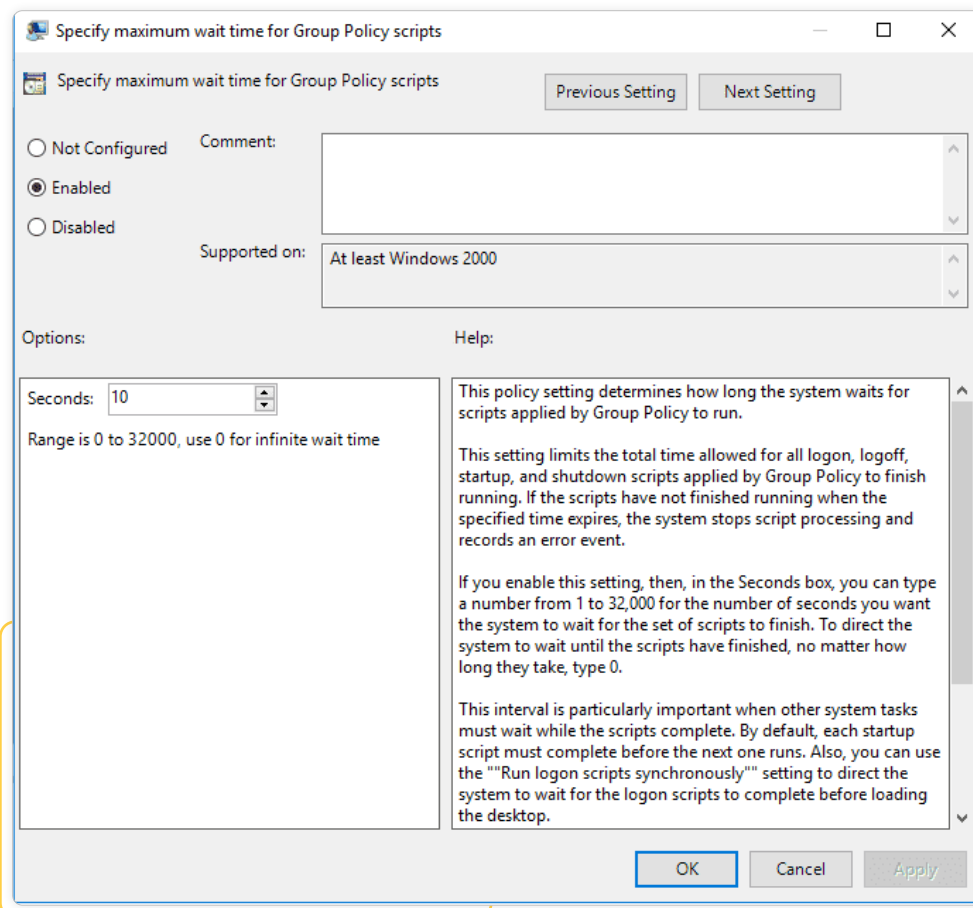 Specify maximum wait time for Group Policy scripts
Specify maximum wait time for Group Policy scripts
Previous Setting
Next Setting
Not Configured
Comment:
Enabled
Disabled
Supported on:
At least Windows 2000
Options:
Help:
Seconds: 10
Range is 0 to 32000, use 0 for infinite wait time
This policy setting determines how long the system waits for
scripts applied by Group Policy to run.
This setting limits the total time allowed for all logon, logoff,
startup, and shutdown scripts applied by Group Policy to finish
running. If the scripts have not finished running when the
specified time expires, the system stops script processing and
records an error event.
If you enable this setting, then, in the Seconds box, you can type
a number from 1 to 32,000 for the number of seconds you want
the system to wait for the set of scripts to finish. To direct the
system to wait until the scripts have finished, no matter how
long they take, type 0.
This interval is particularly important when other system tasks
must wait while the scripts complete. By default, each startup
script must complete before the next one runs. Also, you can use
the ""Run logon scripts synchronously"" setting to direct the
system to wait for the logon scripts to complete before loading
the desktop.
OK
Cancel
Apply